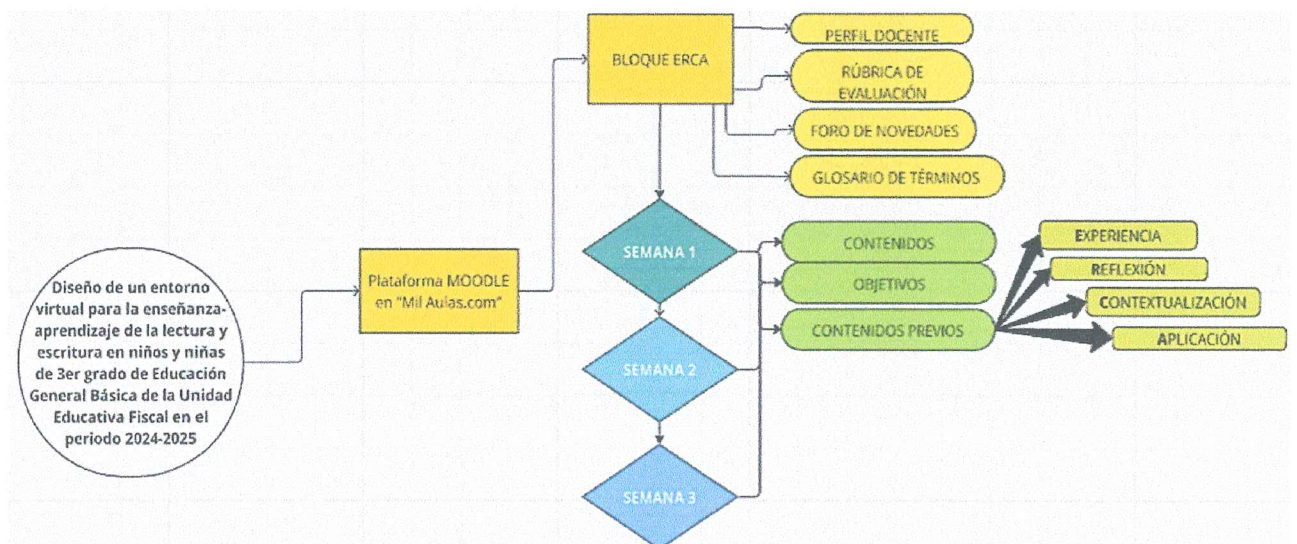 Diseño de un entorno
virtual para la enseñanza-
aprendizaje de la lectura y
escritura en niños y niñas
de 3er grado de Educación
General Básica de la Unidad
Educativa Fiscal en el
periodo 2024-2025
Plataforma MOODLE
en "Mil Aulas.com"
BLOQUE ERCA
PERFIL DOCENTE
RÚBRICA DE
EVALUACIÓN
FORO DE NOVEDADES
GLOSARIO DE TÉRMINOS
SEMANA 1
SEMANA 2
SEMANA 3
CONTENIDOS
OBJETIVOS
CONTENIDOS PREVIOS
EXPERIENCIA
REFLEXIÓN
CONTEXTUALIZACIÓN
APLICACIÓN